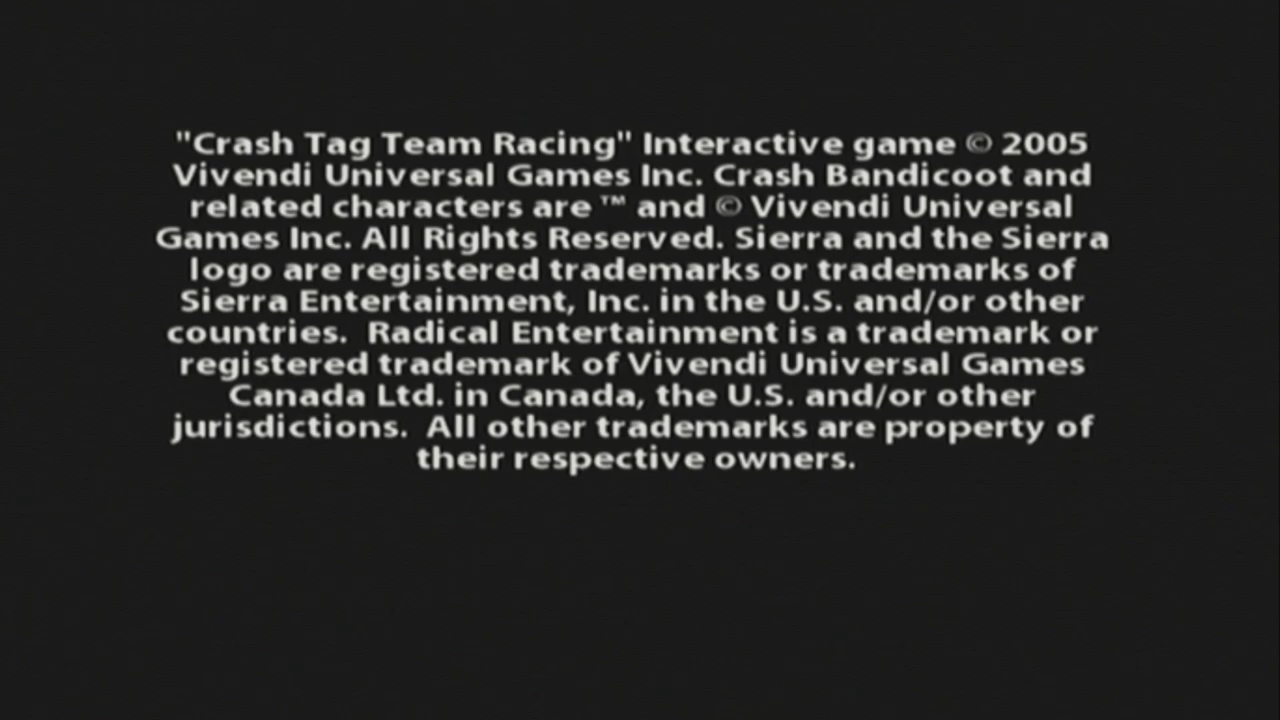 "Crash Tag Team Racing" Interactive game © 2005
Vivendi Universal Games Inc. Crash Bandicoot and
related characters are ™ and © Vivendi Universal
Games Inc. All Rights Reserved. Sierra and the Sierra
logo are registered trademarks or trademarks of
Sierra Entertainment, Inc. in the U.S. and/or other
countries.  Radical Entertainment is a trademark or
registered trademark of Vivendi Universal Games
Canada Ltd. in Canada, the U.S. and/or other
jurisdictions.  All other trademarks are property of
their respective owners.